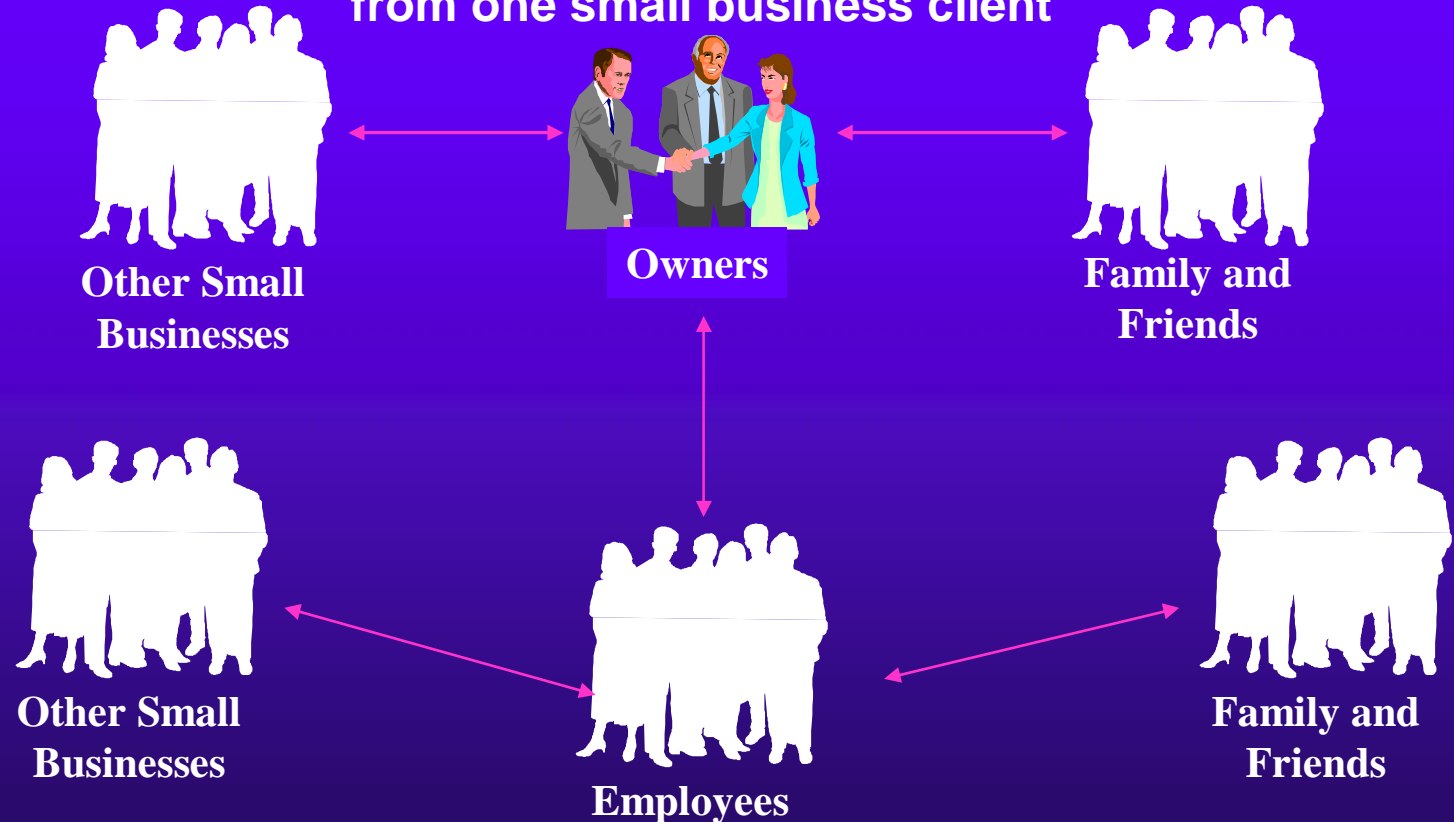 from one small business client
Other Small
Businesses
Owners
Family and
Friends
Other Small
Businesses
Employees
Family and
Friends